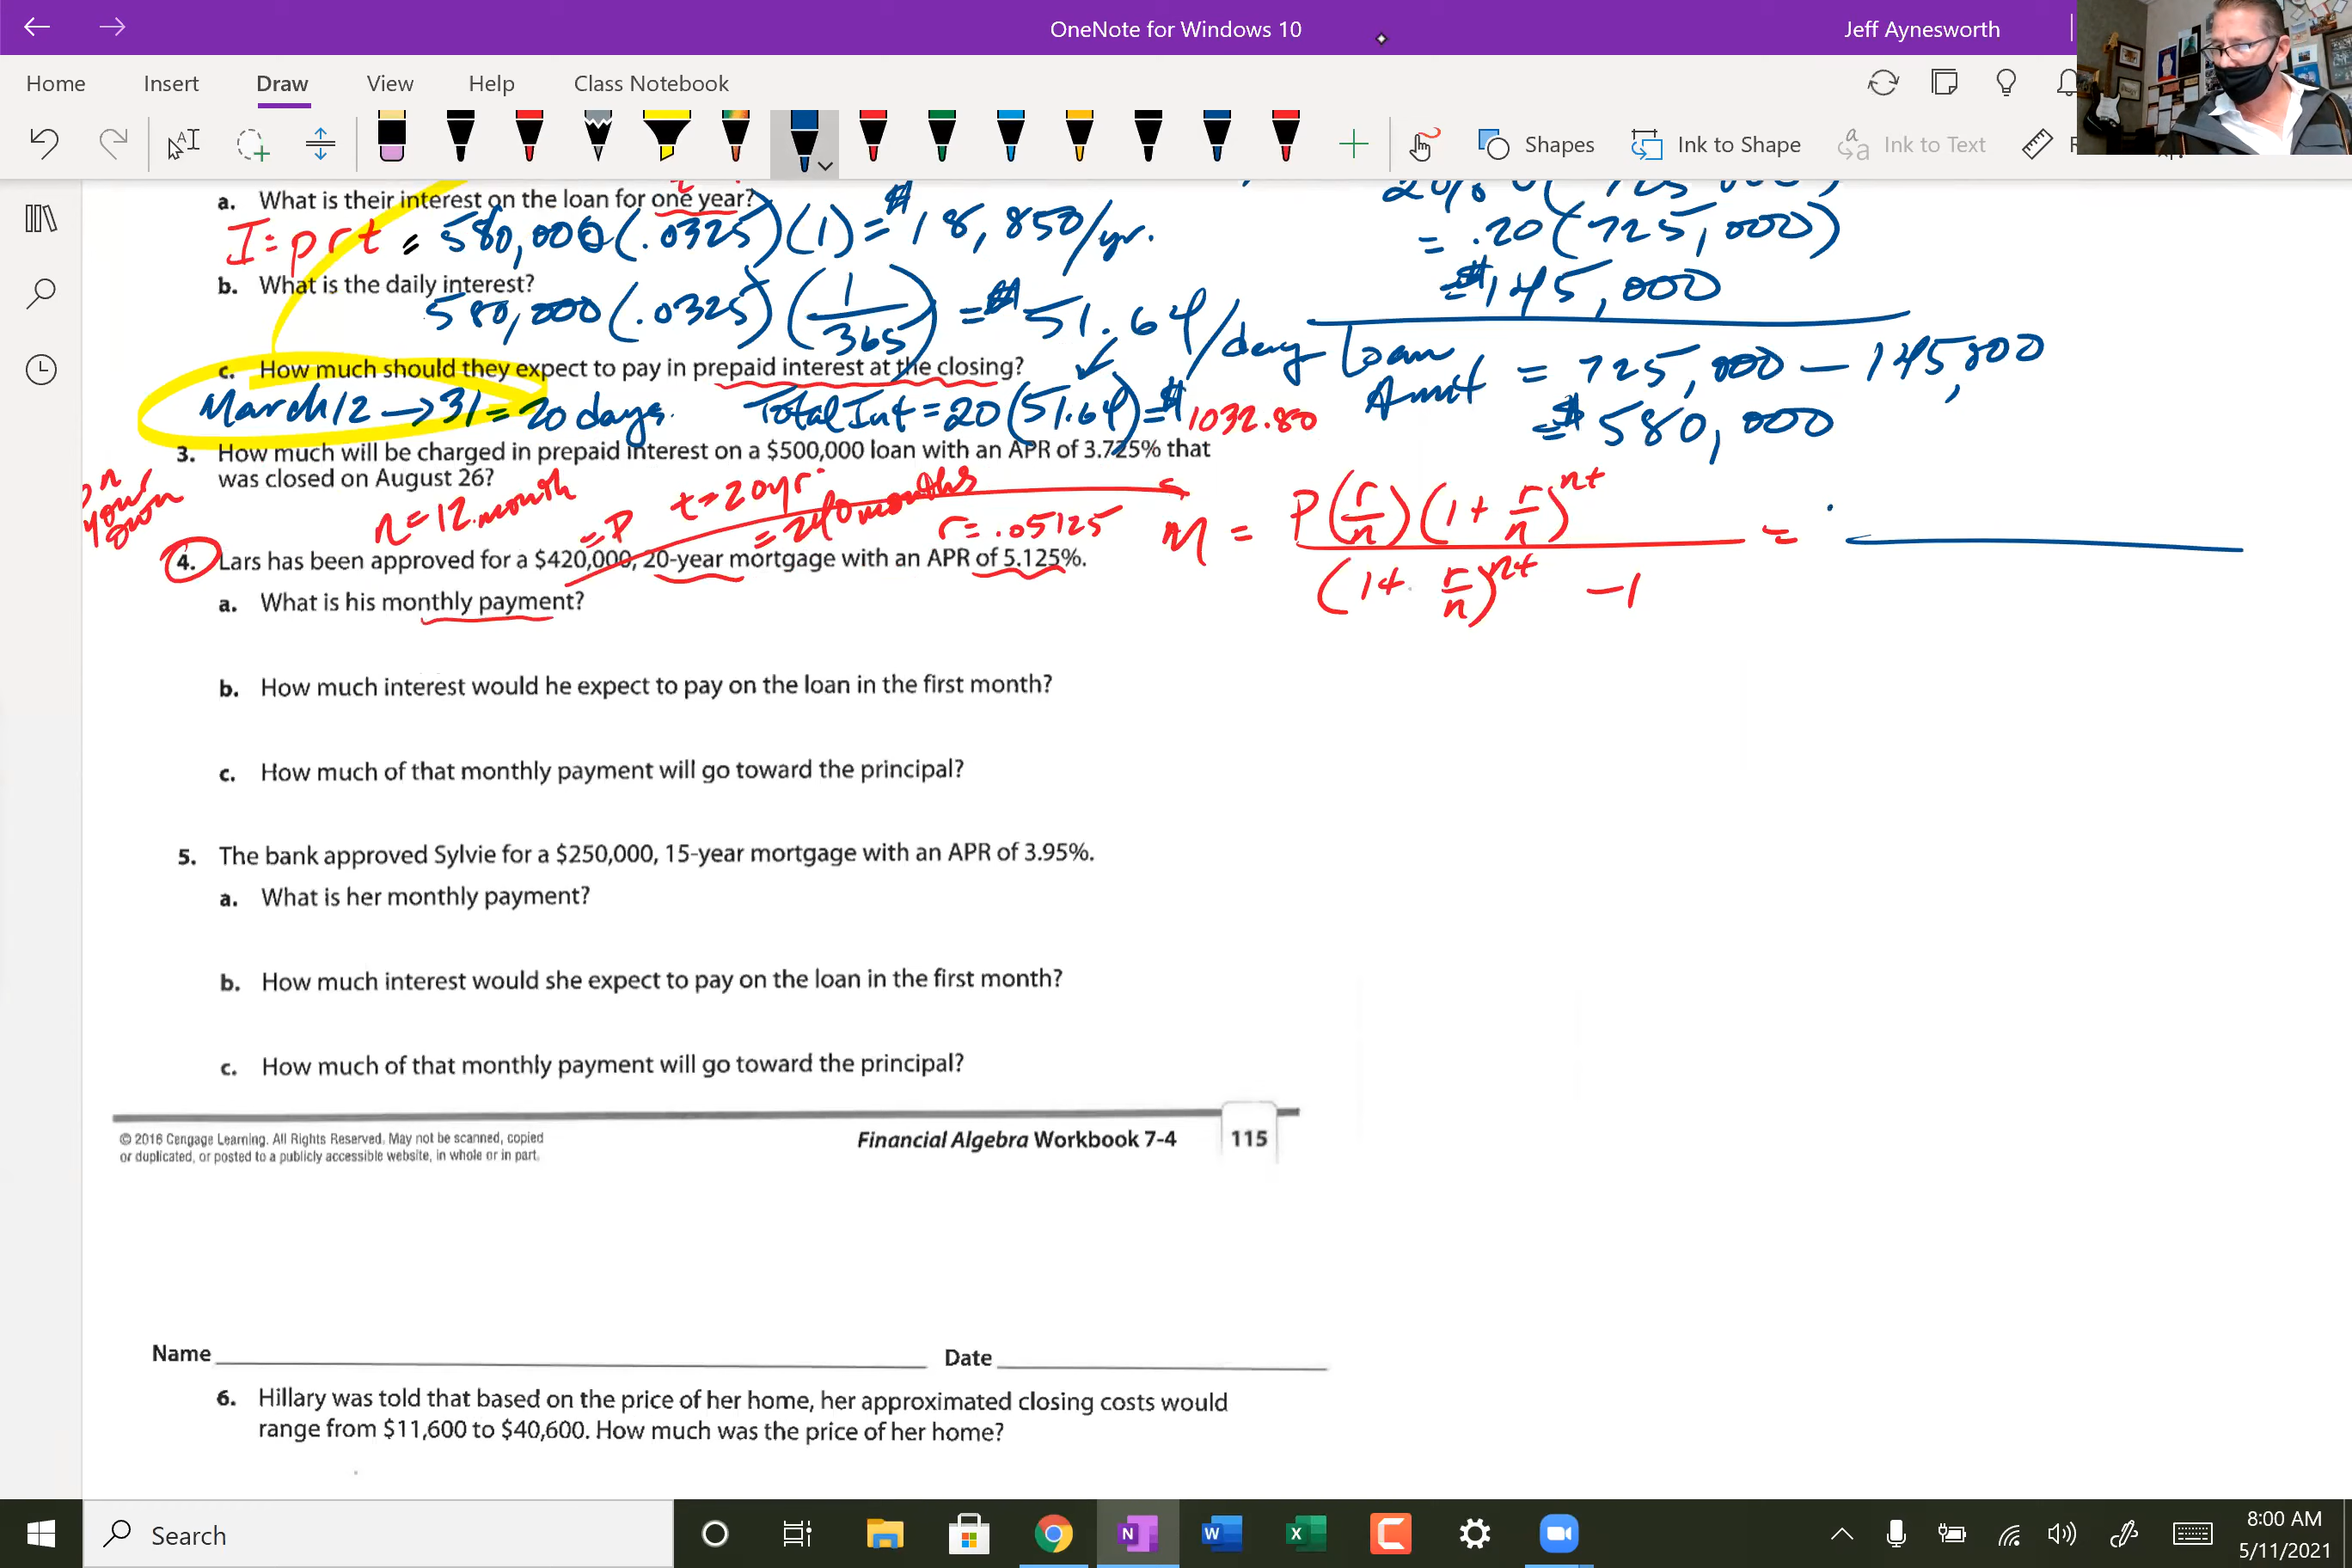 OneNote for Windows 10
Jeff Aynesworth
Home Insert Draw View Help Class Notebook
Shapes Ink to Shape Ink to Text
a. What is their interest on the loan for one year?
I = prt = 580,000 (.0325) (1) = $18,850/yr.
= .20 (725,000)
= $145,000
b. What is the daily interest?
580,000 (.0325) (1/365) = $51.64/day
Loan Amt = 725,000 - 145,000
= $580,000
c. How much should they expect to pay in prepaid interest at the closing?
March 12 → 31 = 20 days. Total Int = 20 (51.64) = $1032.80
3. How much will be charged in prepaid interest on a $500,000 loan with an APR of 3.725% that
was closed on August 26?
on your own
n = 12 month = P t = 20 yr. = 240 months r = .05125
M = P(r/n)(1 + r/n)^nt / (1 + r/n)^nt - 1 =
4. Lars has been approved for a $420,000, 20-year mortgage with an APR of 5.125%.
a. What is his monthly payment?
b. How much interest would he expect to pay on the loan in the first month?
c. How much of that monthly payment will go toward the principal?
5. The bank approved Sylvie for a $250,000, 15-year mortgage with an APR of 3.95%.
a. What is her monthly payment?
b. How much interest would she expect to pay on the loan in the first month?
c. How much of that monthly payment will go toward the principal?
© 2016 Cengage Learning. All Rights Reserved. May not be scanned, copied
or duplicated, or posted to a publicly accessible website, in whole or in part.
Financial Algebra Workbook 7-4 115
Name Date
6. Hillary was told that based on the price of her home, her approximated closing costs would
range from $11,600 to $40,600. How much was the price of her home?
Search
8:00 AM
5/11/2021